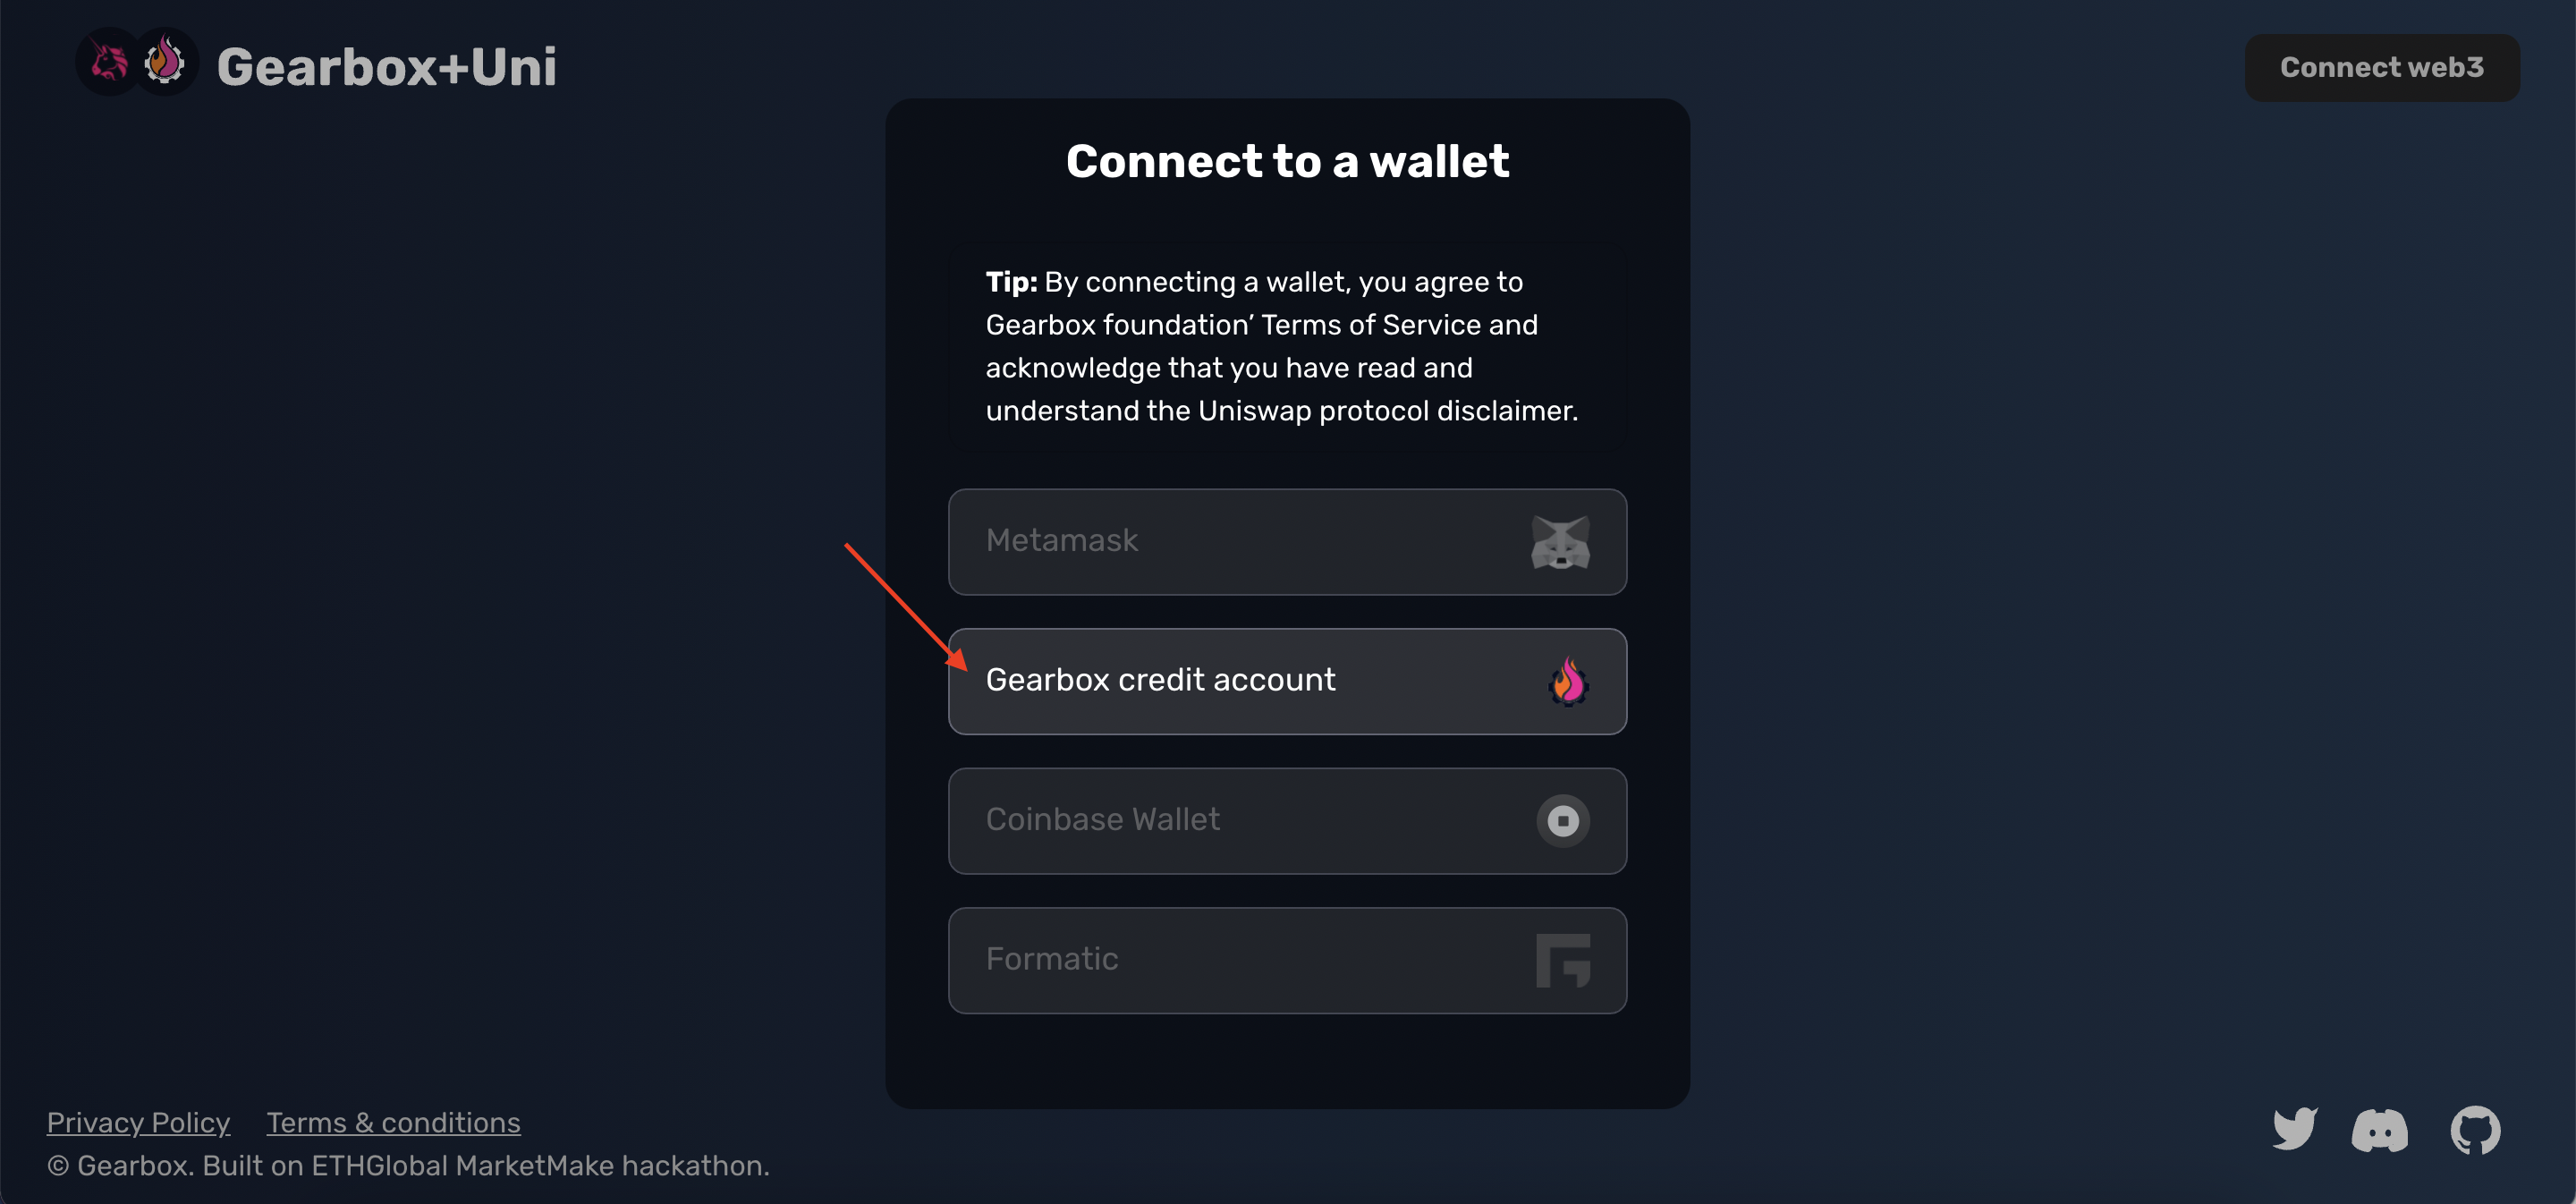 Gearbox+Uni
Connect web3
Connect to a wallet
Tip: By connecting a wallet, you agree to
Gearbox foundation’ Terms of Service and
acknowledge that you have read and
understand the Uniswap protocol disclaimer.
Metamask
Gearbox credit account
Coinbase Wallet
Formatic
Privacy Policy
Terms & conditions
© Gearbox. Built on ETHGlobal MarketMake hackathon.